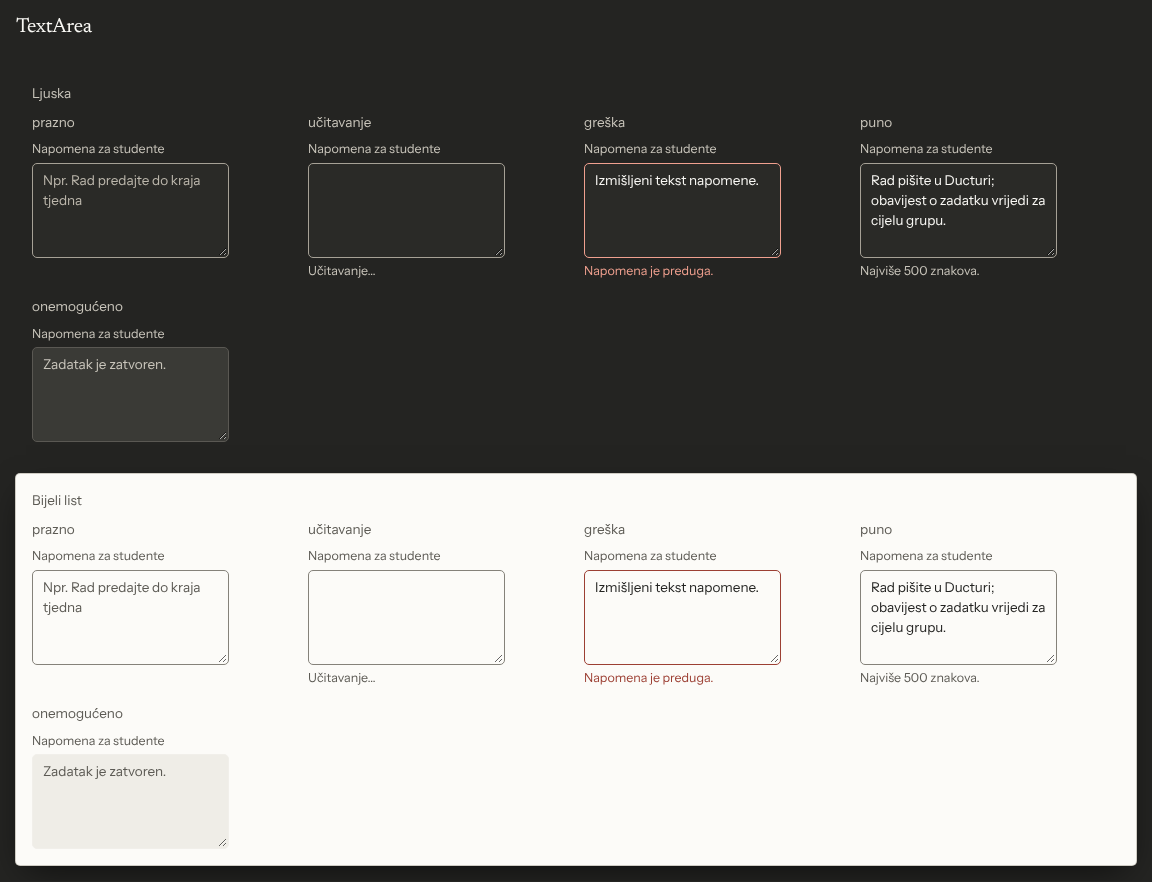 TextArea
Ljuska
prazno
učitavanje
greška
puno
Napomena za studente
Napomena za studente
Napomena za studente
Napomena za studente
Npr. Rad predajte do kraja
tjedna
Izmišljeni tekst napomene.
Rad pišite u Ducturi;
obavijest o zadatku vrijedi za
cijelu grupu.
Učitavanje…
Napomena je preduga.
Najviše 500 znakova.
onemogućeno
Napomena za studente
Zadatak je zatvoren.
Bijeli list
prazno
učitavanje
greška
puno
Napomena za studente
Napomena za studente
Napomena za studente
Napomena za studente
Npr. Rad predajte do kraja
tjedna
Izmišljeni tekst napomene.
Rad pišite u Ducturi;
obavijest o zadatku vrijedi za
cijelu grupu.
Učitavanje…
Napomena je preduga.
Najviše 500 znakova.
onemogućeno
Napomena za studente
Zadatak je zatvoren.